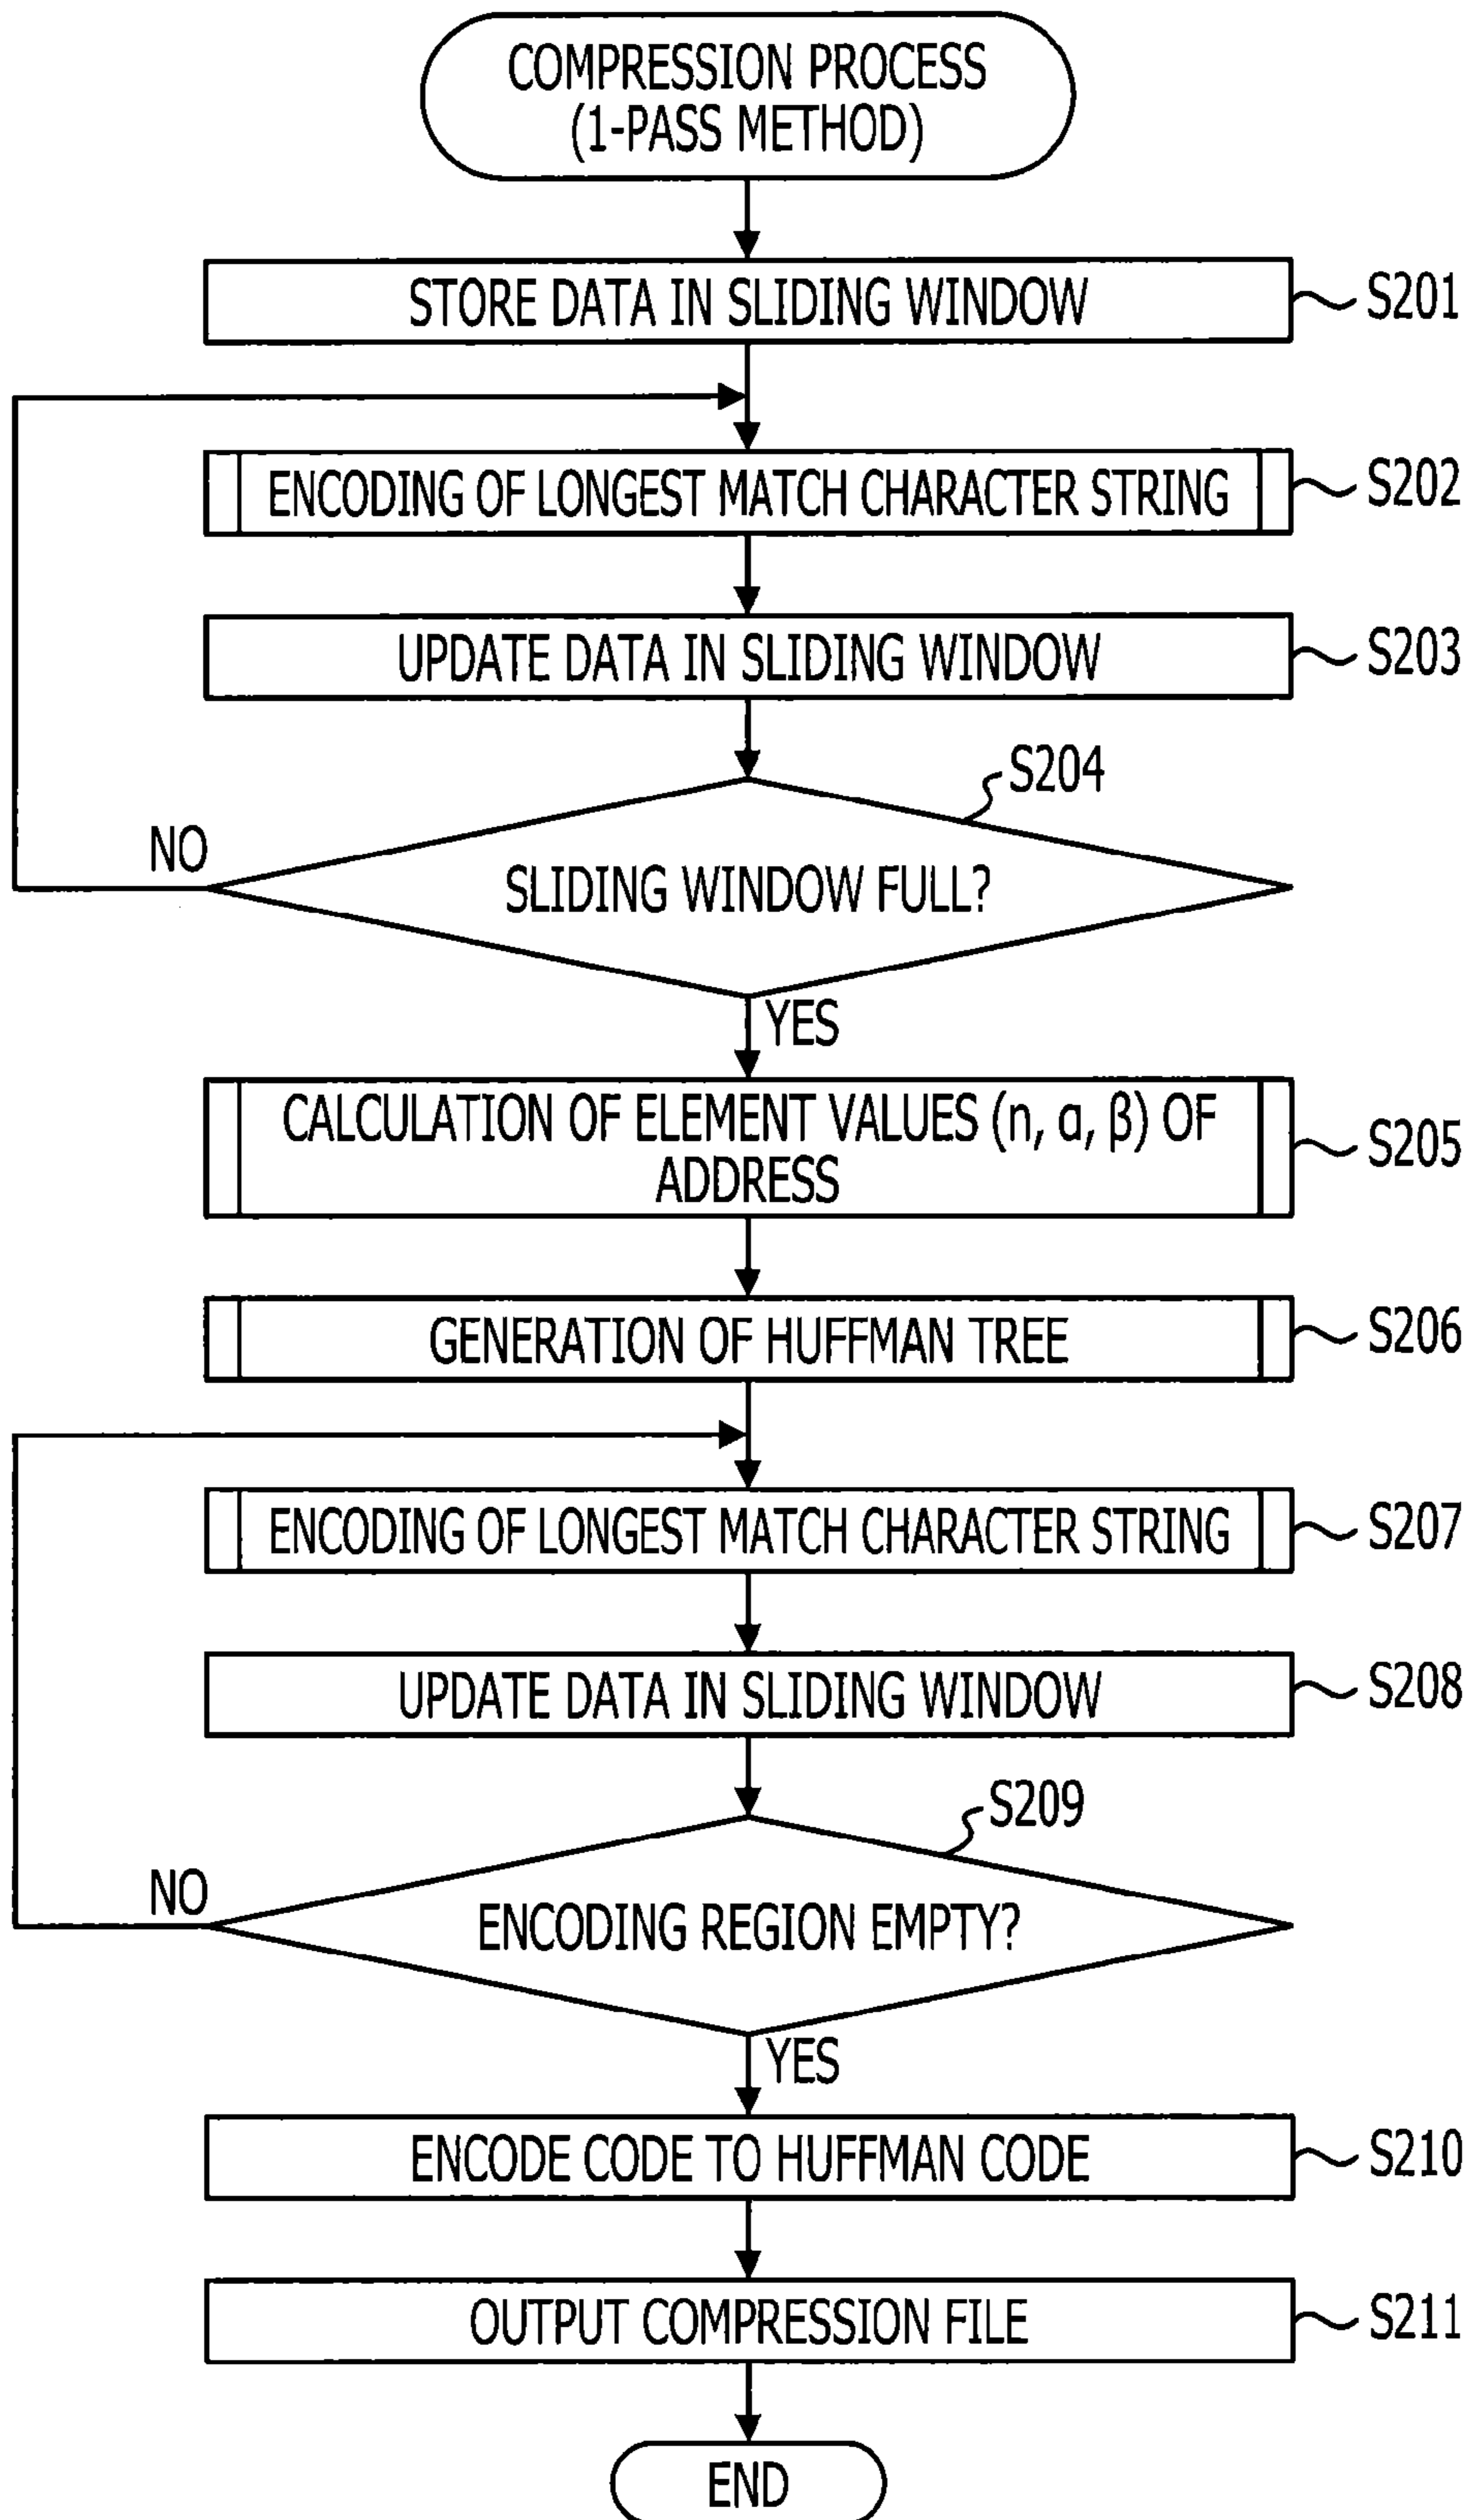 COMPRESSION PROCESS
(1-PASS METHOD)
STORE DATA IN SLIDING WINDOW
S201
ENCODING OF LONGEST MATCH CHARACTER STRING
S202
UPDATE DATA IN SLIDING WINDOW
S203
S204
NO
SLIDING WINDOW FULL?
YES
CALCULATION OF ELEMENT VALUES (n, α, β) OF
ADDRESS
S205
GENERATION OF HUFFMAN TREE
S206
ENCODING OF LONGEST MATCH CHARACTER STRING
S207
UPDATE DATA IN SLIDING WINDOW
S208
S209
NO
ENCODING REGION EMPTY?
YES
ENCODE CODE TO HUFFMAN CODE
S210
OUTPUT COMPRESSION FILE
S211
END